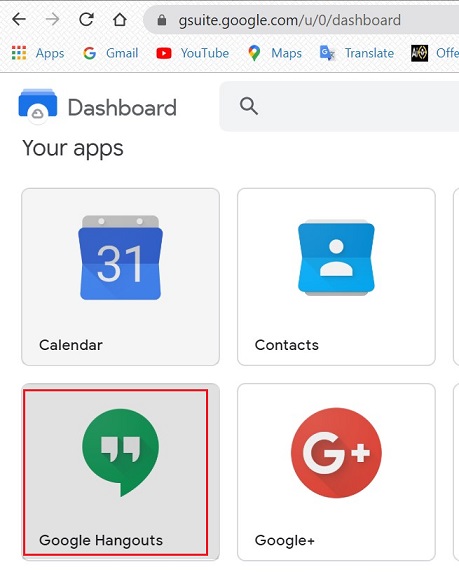 gsuite.google.com/u/0/dashboard
Apps Gmail YouTube Maps Translate Offe
Dashboard
Your apps
31
Calendar Contacts
G+
Google Hangouts Google+